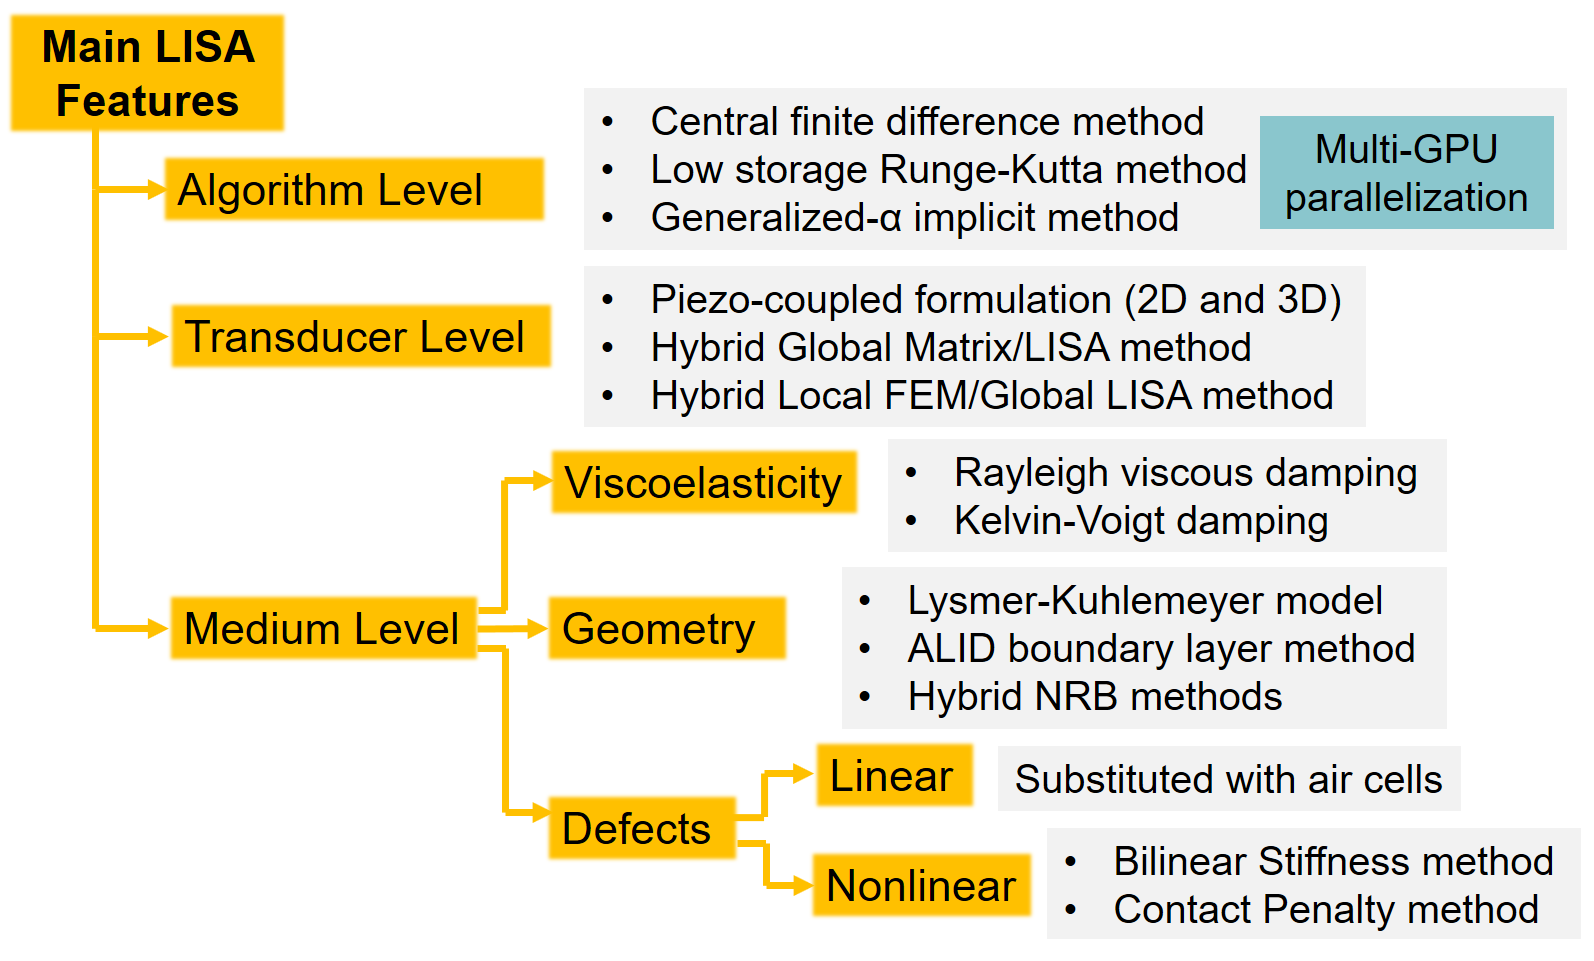 Main LISA
Features
Algorithm Level
• Central finite difference method
• Low storage Runge-Kutta method
• Generalized-α implicit method
Multi-GPU
parallelization
Transducer Level
• Piezo-coupled formulation (2D and 3D)
• Hybrid Global Matrix/LISA method
• Hybrid Local FEM/Global LISA method
Medium Level
Viscoelasticity
• Rayleigh viscous damping
• Kelvin-Voigt damping
Geometry
• Lysmer-Kuhlemeyer model
• ALID boundary layer method
• Hybrid NRB methods
Defects
Linear
Substituted with air cells
Nonlinear
• Bilinear Stiffness method
• Contact Penalty method